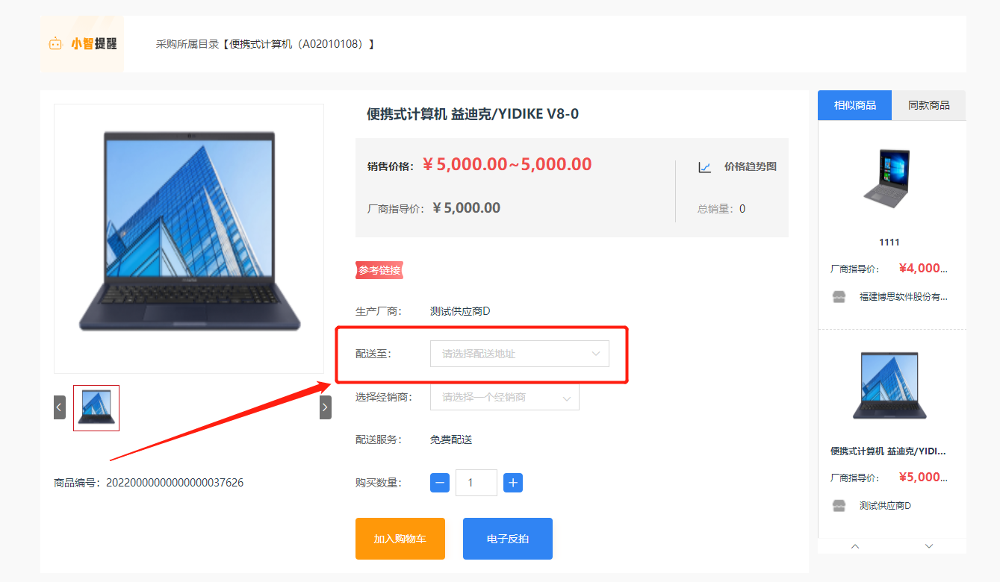 小智提醒
采购所属目录【便携式计算机（A02010108）】
便携式计算机 益迪克/YIDIKE V8-0
销售价格： ¥ 5,000.00~5,000.00
价格趋势图
厂商指导价： ¥ 5,000.00
总销量： 0
参考链接
生产厂商： 测试供应商D
配送至： 请选择配送地址
选择经销商： 请选择一个经销商
配送服务： 免费配送
购买数量： 1
加入购物车
电子反拍
商品编号：20220000000000000037626
相似商品
同款商品
1111
厂商指导价： ¥4,000...
福建博思软件股份有...
便携式计算机 益迪克/YIDI...
厂商指导价： ¥5,000...
测试供应商D